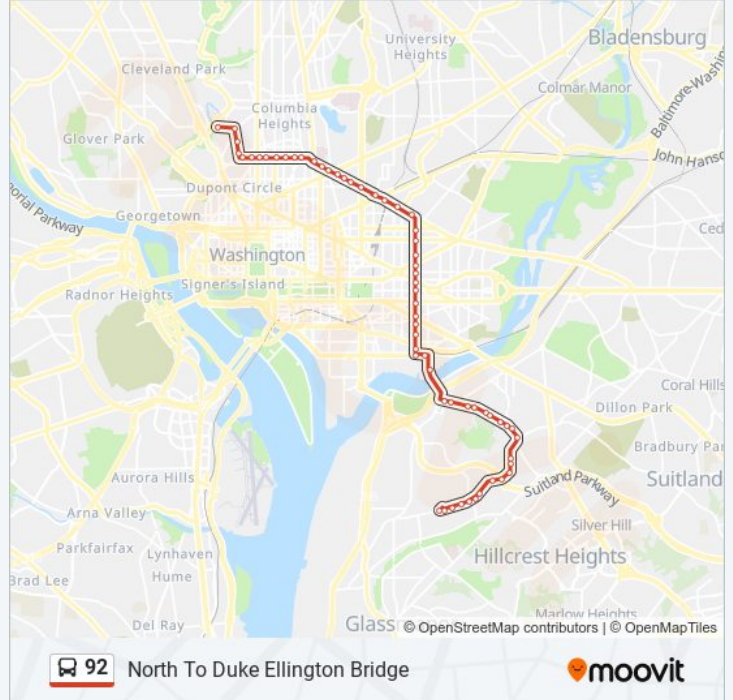 University
Heights
Bladensburg
Cleveland Park
Columbia
Heights
Colmar Manor
Baltimore-Washin
Glover Park
John Hanso
Dupont Circle
orial Parkway
Georgetown
Ced
Washington
Signer's Island
Radnor Heights
Coral Hills
Dillon Park
Bradbury Par
Aurora Hills
Suitland Parkway
Suitland
Arna Valley
Silver Hill
Parkfairfax
Lynhaven
Hillcrest Heights
Brad Lee
Hume
Marlow Heights
Del Ray
Glass
© OpenStreetMap contributors | © OpenMapTiles
92
North To Duke Ellington Bridge
moovit